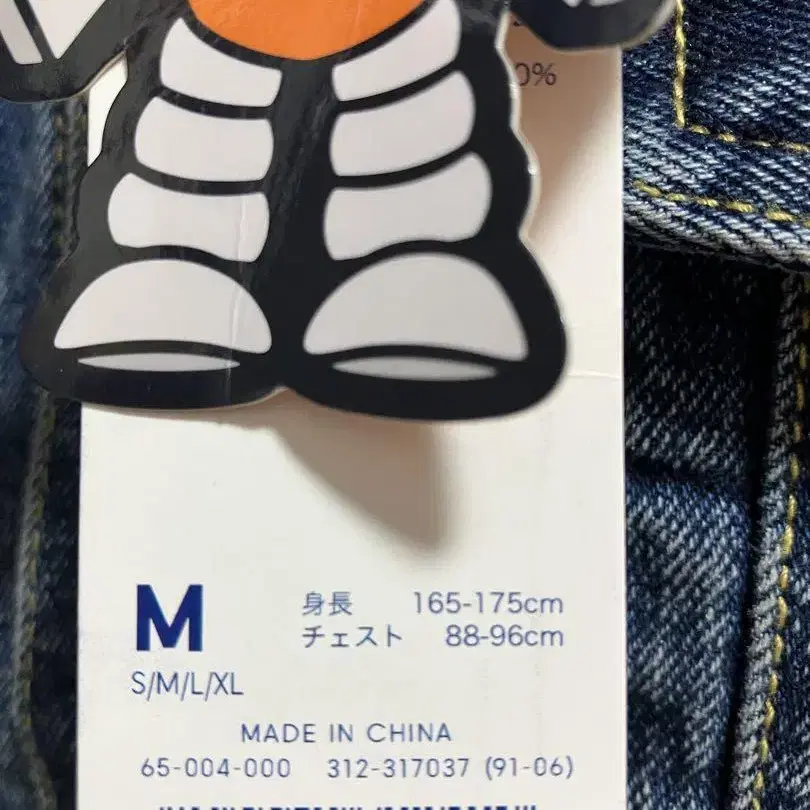 0%
M
身長 165-175cm
チェスト 88-96cm
S/M/L/XL
MADE IN CHINA
65-004-000 312-317037 (91-06)